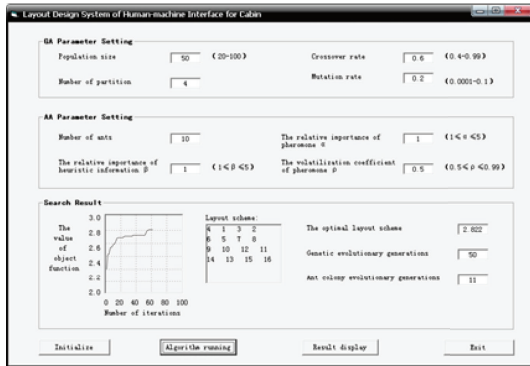 Layout Design System of Human-machine Interface for Cabin
GA Parameter Setting
Population size 50 (20-100) Crossover rate 0.6 (0.4-0.99)
Number of partition 4 Mutation rate 0.2 (0.0001-0.1)
AA Parameter Setting
Number of ants 10 The relative importance of pheromone α 1 (1≤ α ≤5)
The relative importance of heuristic information β 1 (1≤ β ≤5) The volatilization coefficient of pheromone ρ 0.5 (0.5≤ ρ ≤0.99)
Search Result
The value of object function
3.0
2.8
2.6
2.4
2.2
2.0
0 20 40 60 80 100
Number of iterations
Layout scheme:
4 1 3 2
6 5 7 8
9 10 12 11
14 13 15 16
The optimal layout scheme 2.822
Genetic evolutionary generations 50
Ant colony evolutionary generations 11
Initialize Algorithm running Result display Exit